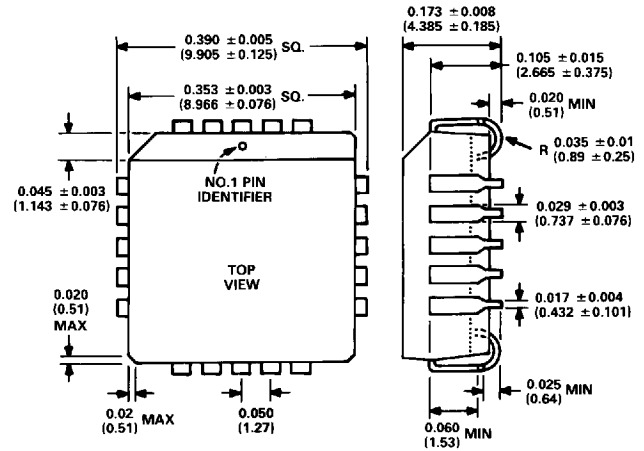 0.390 ±0.005
(9.905 ±0.125) SQ.
0.353 ±0.003
(8.966 ±0.076) SQ.
0.173 ±0.008
(4.385 ±0.185)
0.105 ±0.015
(2.665 ±0.375)
0.020 MIN
(0.51)
R 0.035 ±0.01
(0.89 ±0.25)
0.045 ±0.003
(1.143 ±0.076)
NO.1 PIN
IDENTIFIER
0.029 ±0.003
(0.737 ±0.076)
TOP
VIEW
0.020
(0.51)
MAX
0.017 ±0.004
(0.432 ±0.101)
0.02 MAX
(0.51)
0.050
(1.27)
0.025 MIN
(0.64)
0.060 MIN
(1.53)